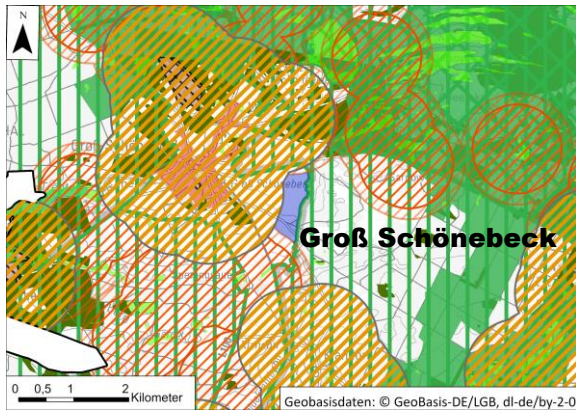 N
Groß Schönebeck
0 0,5 1 2
Kilometer
Geobasisdaten: © GeoBasis-DE/LGB, dl-de/by-2-0